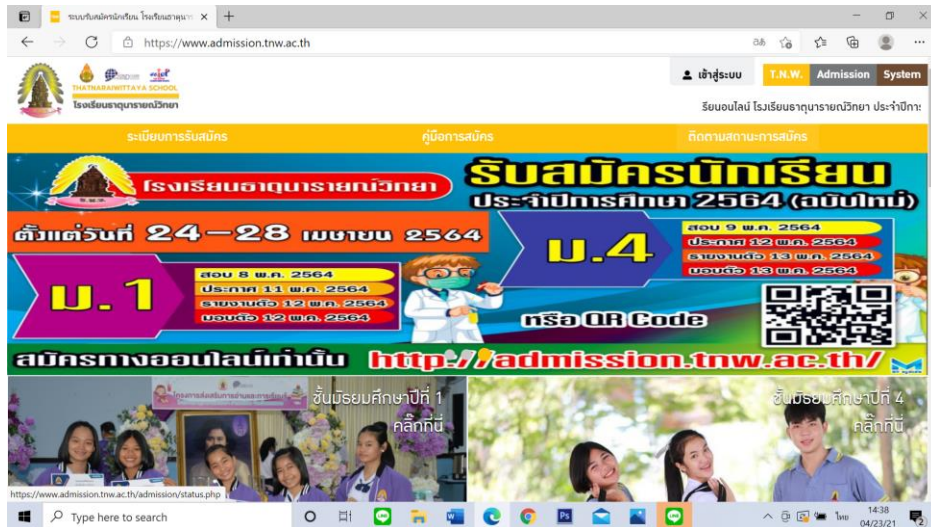 ระบบรับสมัครนักเรียน โรงเรียนธาตุนาร
https://www.admission.tnw.ac.th
THATNARAIWITTAYA SCHOOL
โรงเรียนธาตุนารายณ์วิทยา
เข้าสู่ระบบ
T.N.W. Admission System
รียนออนไลน์ โรงเรียนธาตุนารายณ์วิทยา ประจำปีกา
ระเบียบการรับสมัคร
คู่มือการสมัคร
ติดตามสถานะการสมัคร
โรงเรียนธาตุนารายณ์วิทยา
รับสมัครนักเรียน
ประจำปีการศึกษา 2564 (ฉบับใหม่)
ตั้งแต่วันที่ 24-28 เมษายน 2564
ม.1
สอบ 8 พ.ค. 2564
ประกาศ 11 พ.ค. 2564
รายงานตัว 12 พ.ค. 2564
มอบตัว 12 พ.ค. 2564
ม.4
สอบ 9 พ.ค. 2564
ประกาศ 12 พ.ค. 2564
รายงานตัว 13 พ.ค. 2564
มอบตัว 13 พ.ค. 2564
หรือ QR Code
สมัครทางออนไลน์เท่านั้น http://admission.tnw.ac.th/
ชั้นมัธยมศึกษาปีที่ 1
คลิ๊กที่นี่
ชั้นมัธยมศึกษาปีที่ 4
คลิ๊กที่นี่
https://www.admission.tnw.ac.th/admission/status.php
Type here to search
ไทย
14:38
04/23/21
2